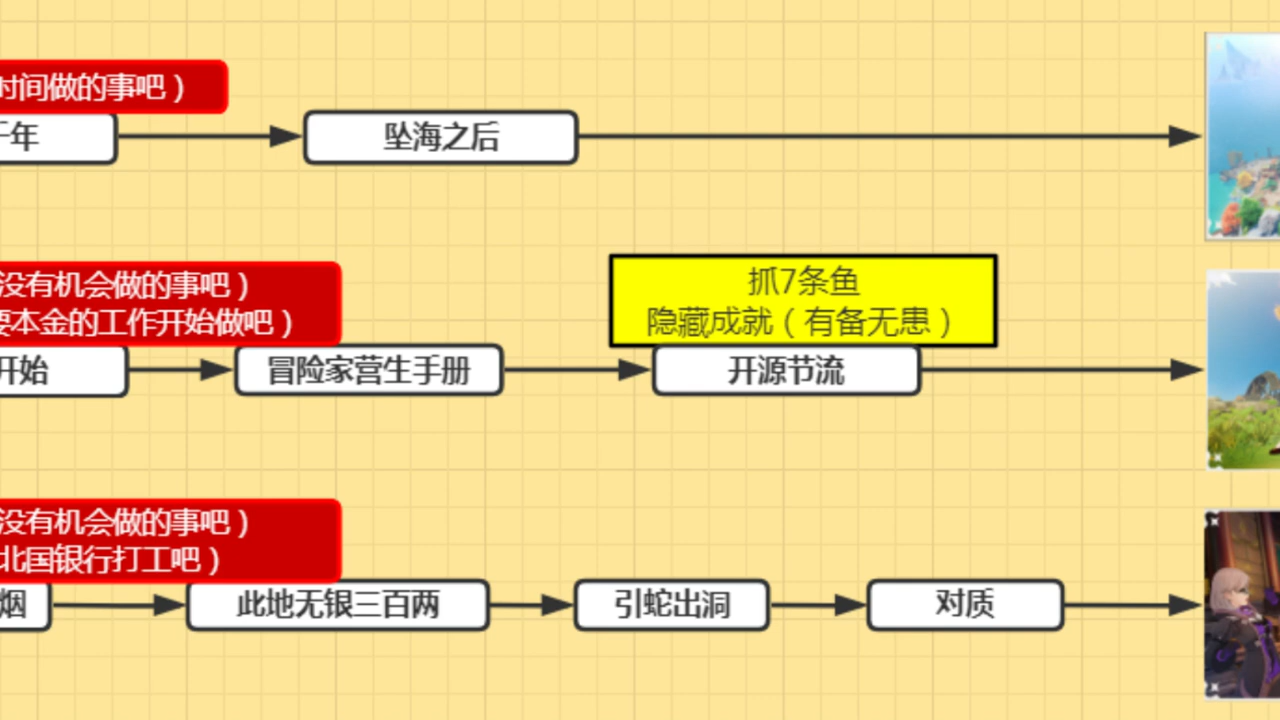 时间做的事吧）
千年
坠海之后
没有机会做的事吧）
要本金的工作开始做吧）
抓7条鱼
隐藏成就（有备无患）
开始
冒险家营生手册
开源节流
没有机会做的事吧）
北国银行打工吧）
烟
此地无银三百两
引蛇出洞
对质